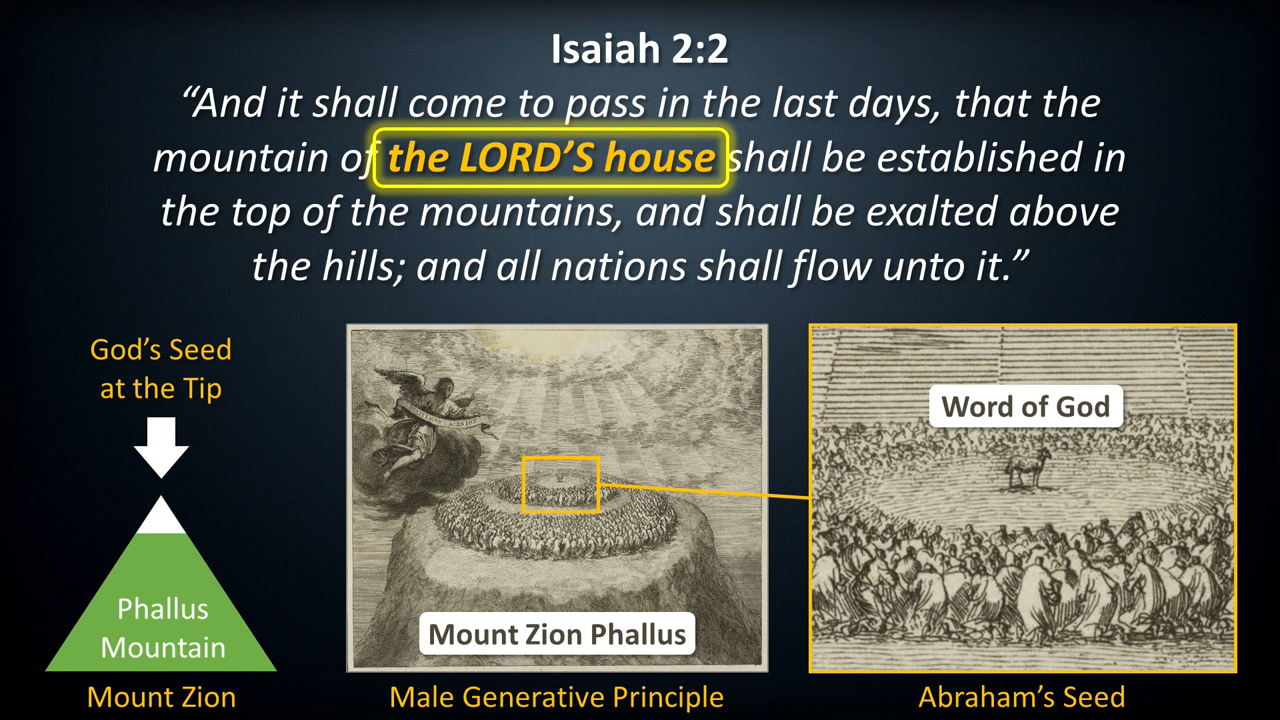 Isaiah 2:2
“And it shall come to pass in the last days, that the
mountain of the LORD’S house shall be established in
the top of the mountains, and shall be exalted above
the hills; and all nations shall flow unto it.”
God’s Seed
at the Tip
Phallus
Mountain
Mount Zion
Mount Zion Phallus
Male Generative Principle
Word of God
Abraham’s Seed